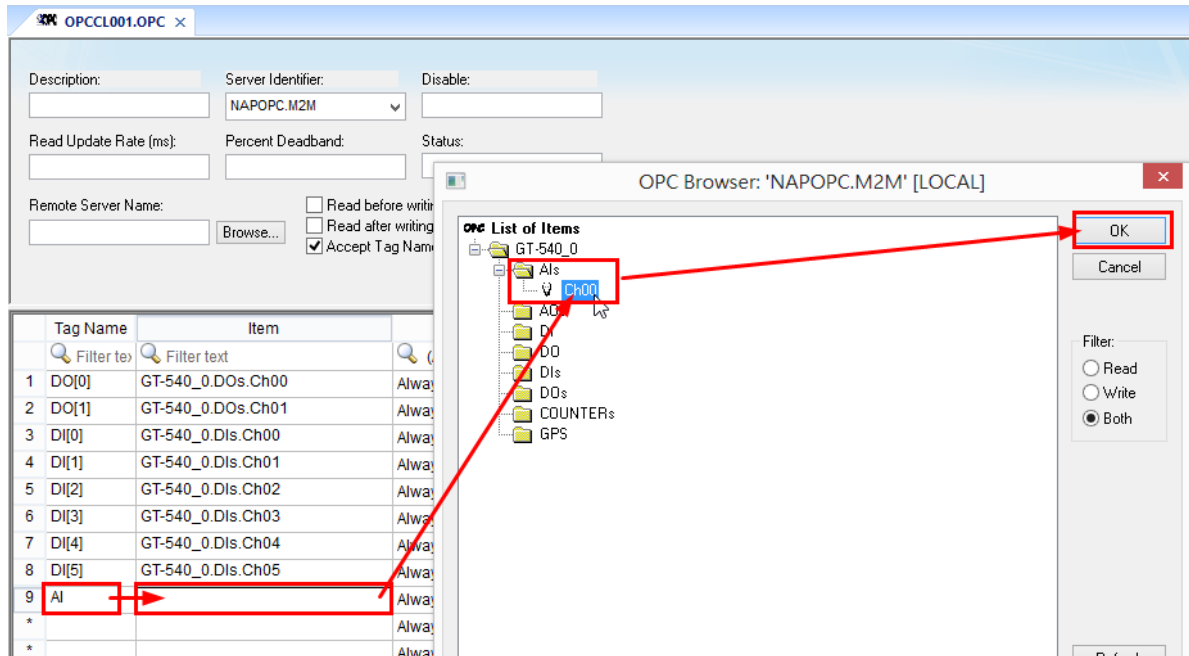 OPC OPCCL001.OPC ×
Description:
Server Identifier:
Disable:
NAPOPC.M2M
Read Update Rate (ms):
Percent Deadband:
Status:
Remote Server Name:
Browse...
Read before writin
Read after writing
Accept Tag Name
Tag Name
Item
Filter tex
Filter text
(A
1 DO[0] GT-540_0.DOs.Ch00 Alway
2 DO[1] GT-540_0.DOs.Ch01 Alway
3 DI[0] GT-540_0.DIs.Ch00 Alway
4 DI[1] GT-540_0.DIs.Ch01 Alway
5 DI[2] GT-540_0.DIs.Ch02 Alway
6 DI[3] GT-540_0.DIs.Ch03 Alway
7 DI[4] GT-540_0.DIs.Ch04 Alway
8 DI[5] GT-540_0.DIs.Ch05 Alway
9 AI Alway
* Alway
* Alway
OPC Browser: 'NAPOPC.M2M' [LOCAL]
OPC List of Items
GT-540_0
AIs
Ch00
AO
DI
DO
DIs
DOs
COUNTERs
GPS
OK
Cancel
Filter:
Read
Write
Both